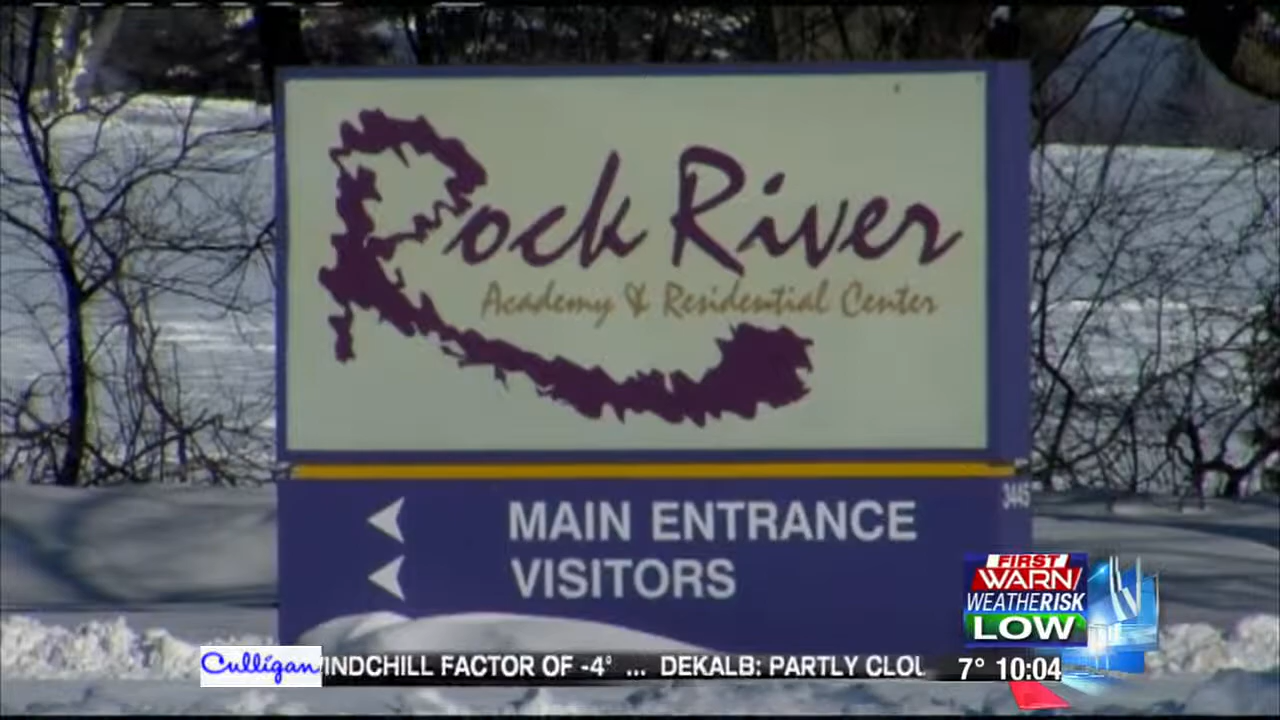 Rock River
Academy & Residential Center
3445
MAIN ENTRANCE
VISITORS
FIRST
WARN
WEATHERISK
LOW
Culligan INDCHILL FACTOR OF -4° ... DEKALB: PARTLY CLOU 7° 10:04